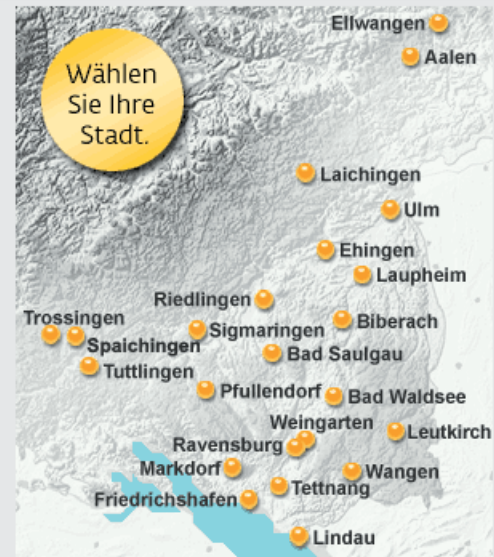 Ellwangen
Wählen
Sie Ihre
Stadt.
Aalen
Laichingen
Ulm
Ehingen
Laupheim
Riedlingen
Trossingen
Sigmaringen
Biberach
Spaichingen
Bad Saulgau
Tuttlingen
Pfullendorf
Bad Waldsee
Weingarten
Leutkirch
Ravensburg
Markdorf
Wangen
Tettnang
Friedrichshafen
Lindau